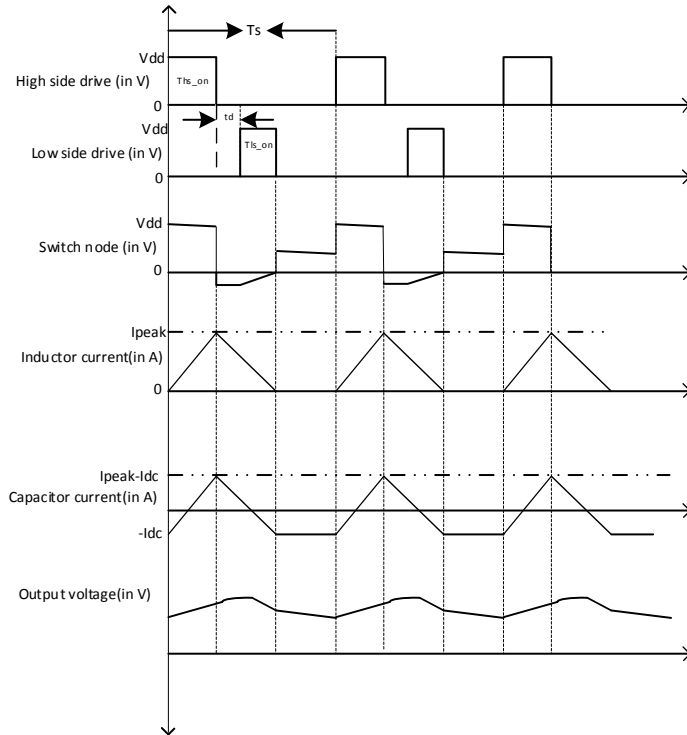 Ts
Vdd
Ths_on
High side drive (in V)
0
td
Vdd
Tls_on
Low side drive (in V)
0
Vdd
Switch node (in V)
0
Ipeak
Inductor current(in A)
0
Ipeak-Idc
Capacitor current(in A)
-Idc
Output voltage(in V)